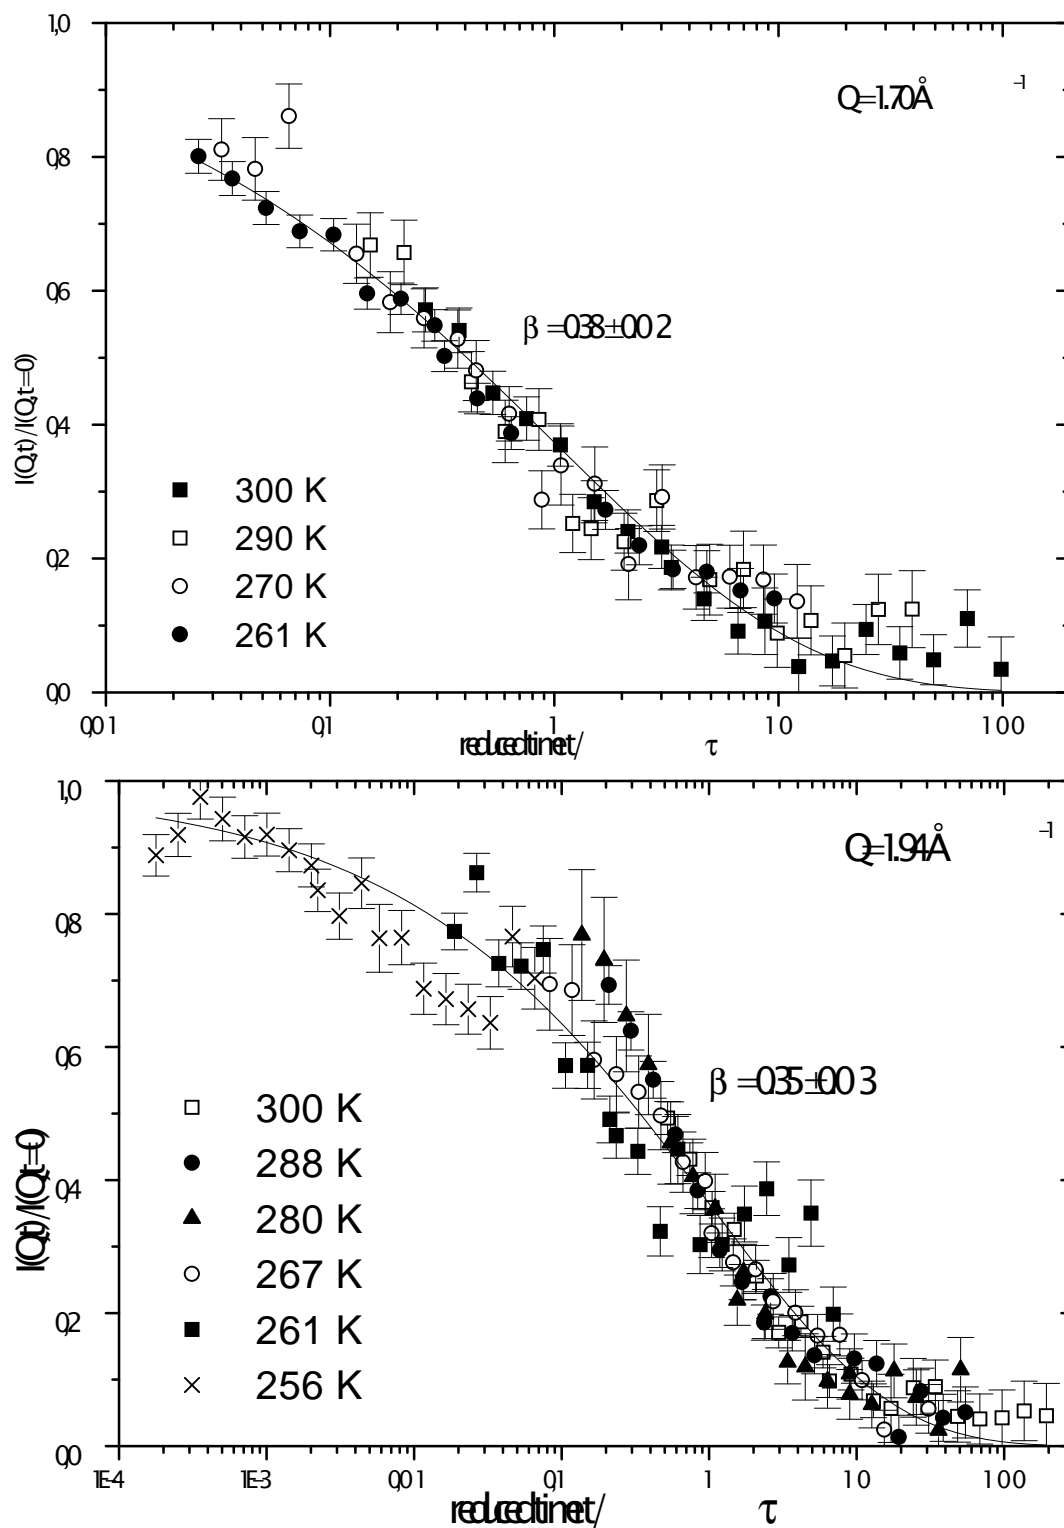 1,0
Q=1.70Å⁻¹
0,8
0,6
β=0.38±0.02
I(Q,t)/I(Q,t=0)
0,4
300 K
290 K
0,2
270 K
261 K
0,0
0,01 0,1 1 10 100
reduced time t/ τ
1,0
Q=1.94Å⁻¹
0,8
0,6
β=0.35±0.03
300 K
I(Q,t)/I(Q,t=0)
288 K
0,4
280 K
267 K
0,2
261 K
256 K
0,0
1E-4 1E-3 0,01 0,1 1 10 100
reduced time t/ τ